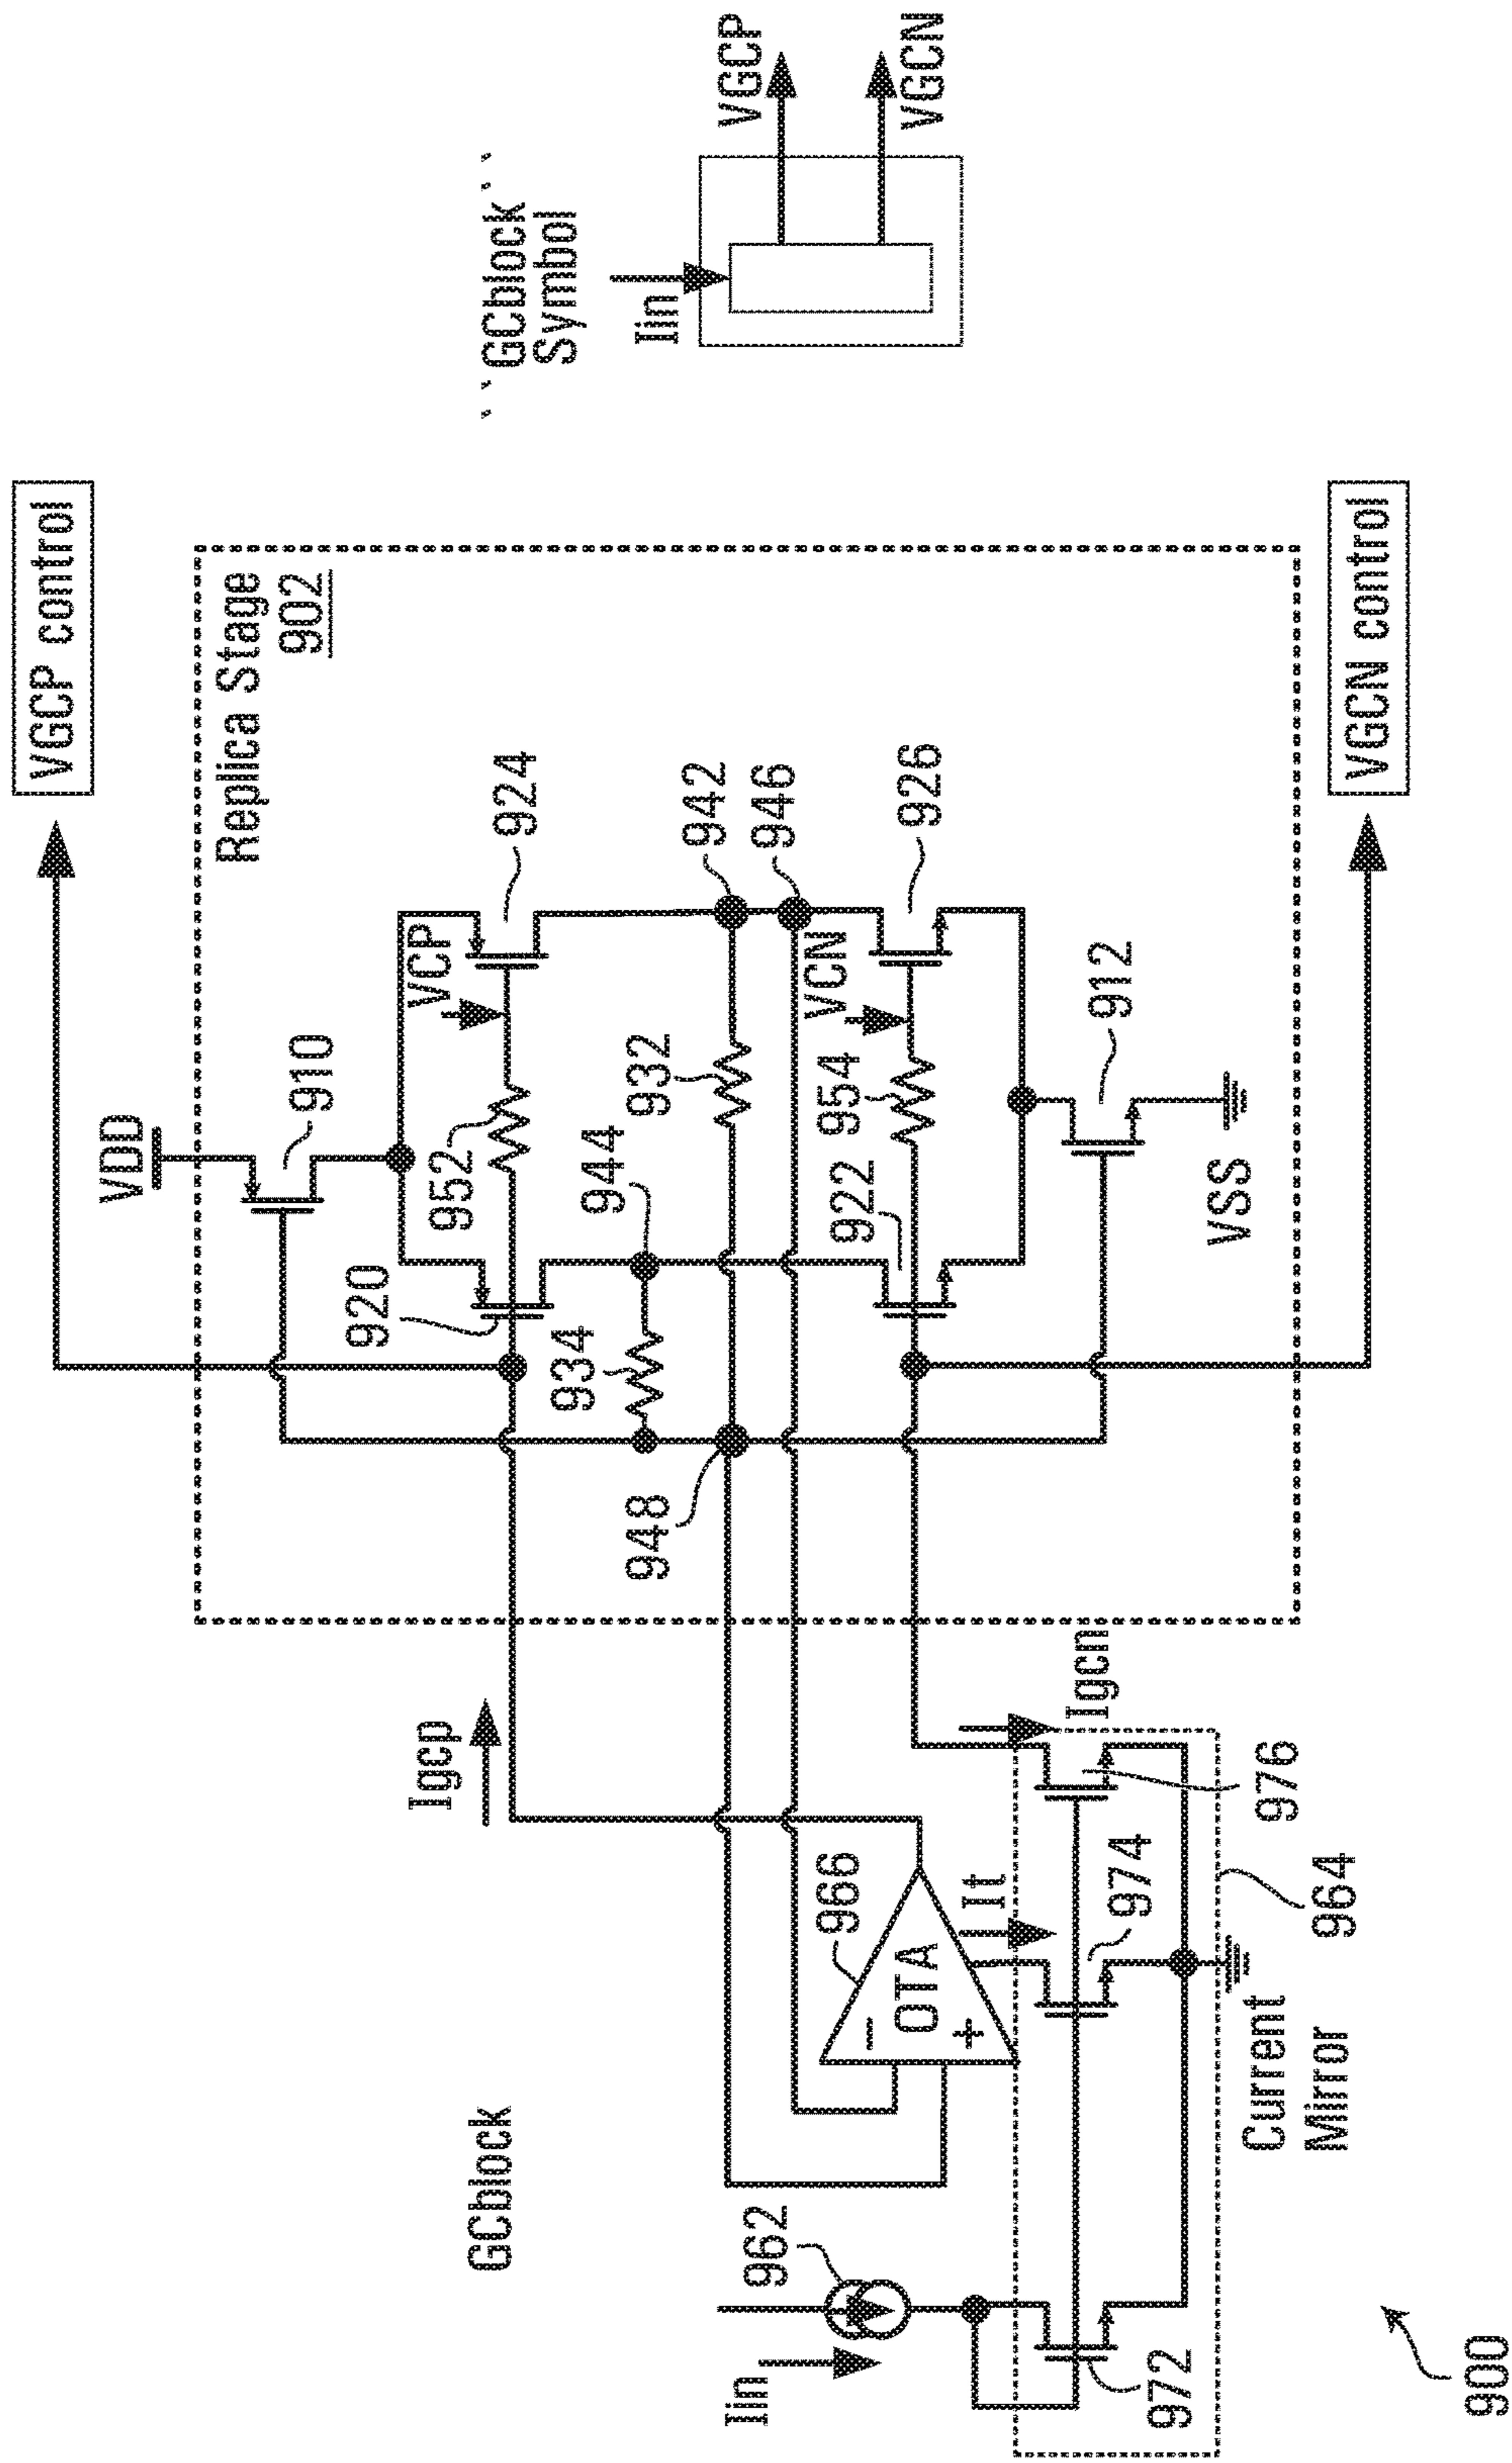 VGCP control
Replica Stage
902
VDD
910
920
952
VCP
924
934
944
932
942
946
948
922
954
VCN
926
912
VSS
VGCN control
GCblock
Igcp
Iin
962
966
OTA
−
+
It
Igcn
972
974
976
964
Current
Mirror
900
``GCblock``
Symbol
Iin
VGCP
VGCN